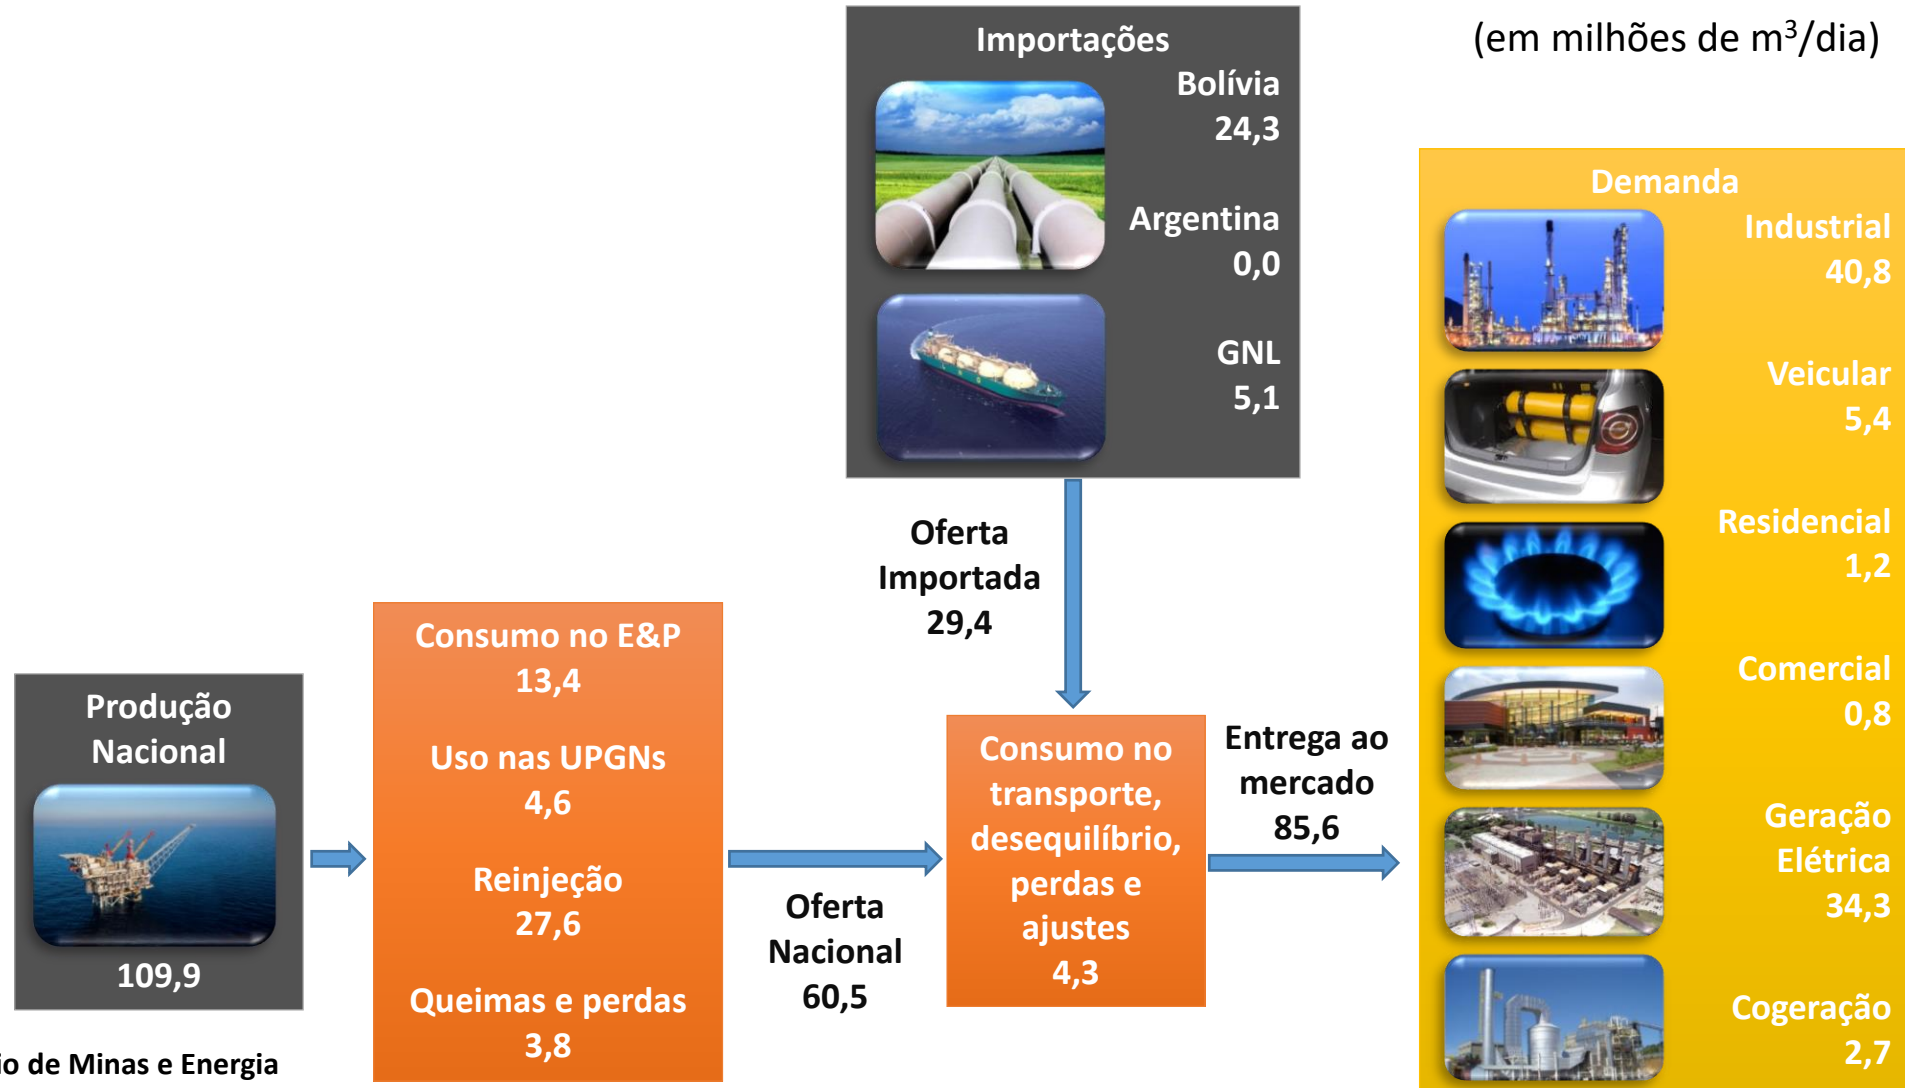 (em milhões de m³/dia)
Importações
Bolívia
24,3
Argentina
0,0
GNL
5,1
Oferta
Importada
29,4
Produção
Nacional
109,9
Consumo no E&P
13,4
Uso nas UPGNs
4,6
Reinjeção
27,6
Queimas e perdas
3,8
Oferta
Nacional
60,5
Consumo no
transporte,
desequilíbrio,
perdas e
ajustes
4,3
Entrega ao
mercado
85,6
Demanda
Industrial
40,8
Veicular
5,4
Residencial
1,2
Comercial
0,8
Geração
Elétrica
34,3
Cogeração
2,7
io de Minas e Energia